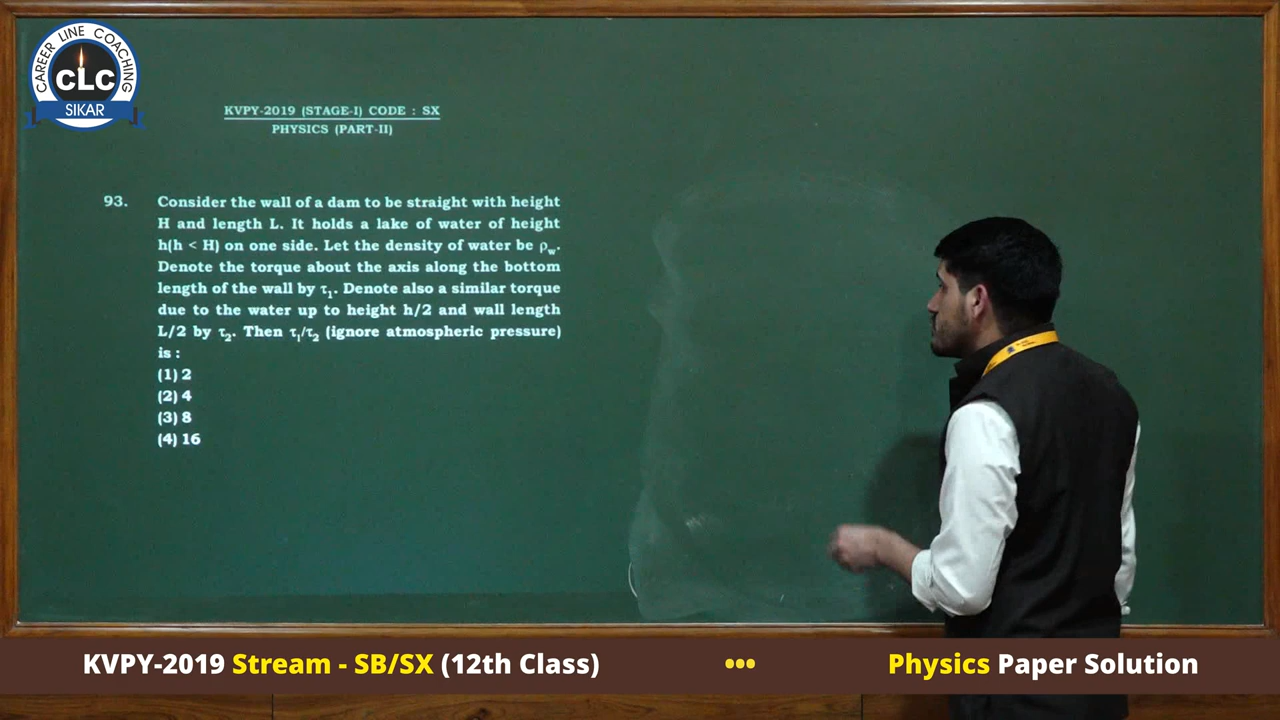 CAREER LINE COACHING
CLC
SIKAR
KVPY-2019 (STAGE-I) CODE : SX
PHYSICS (PART-II)
93. Consider the wall of a dam to be straight with height
H and length L. It holds a lake of water of height
h(h < H) on one side. Let the density of water be ρw.
Denote the torque about the axis along the bottom
length of the wall by τ1. Denote also a similar torque
due to the water up to height h/2 and wall length
L/2 by τ2. Then τ1/τ2 (ignore atmospheric pressure)
is :
(1) 2
(2) 4
(3) 8
(4) 16
KVPY-2019 Stream - SB/SX (12th Class) ••• Physics Paper Solution